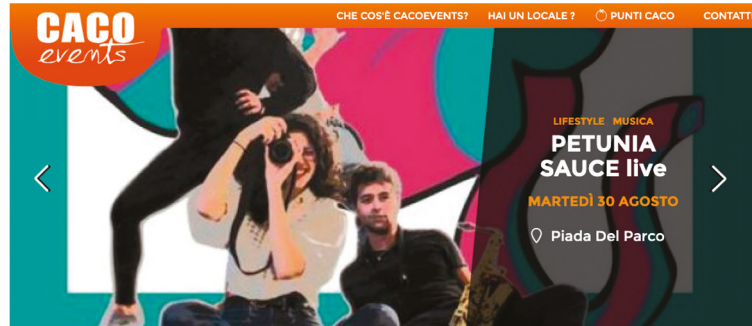 CACO
events
CHE COS'È CACOEVENTS? HAI UN LOCALE ? PUNTI CACO CONTATTI
LIFESTYLE MUSICA
PETUNIA
SAUCE live
MARTEDÌ 30 AGOSTO
Piada Del Parco